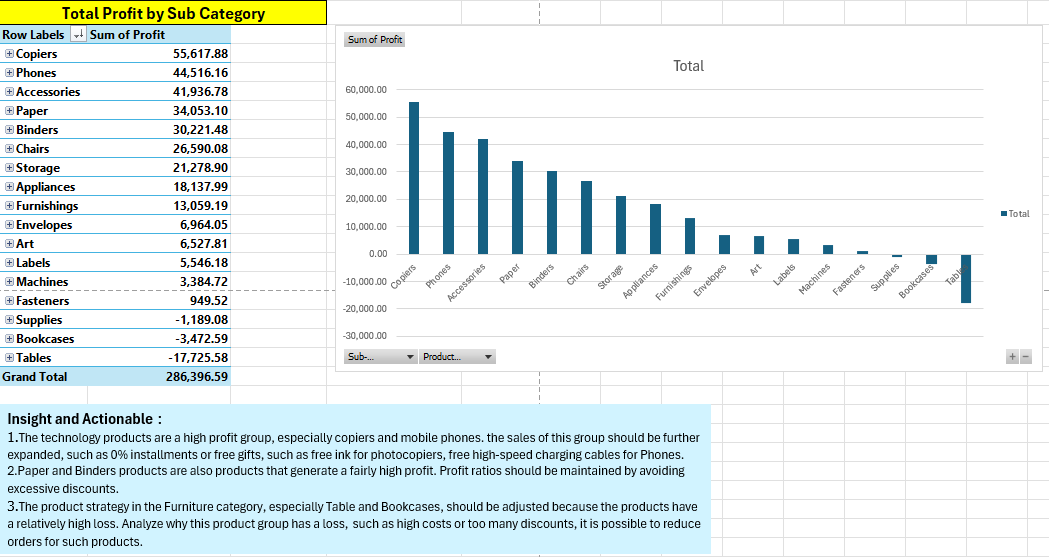 Total Profit by Sub Category
Row Labels Sum of Profit
Copiers 55,617.88
Phones 44,516.16
Accessories 41,936.78
Paper 34,053.10
Binders 30,221.48
Chairs 26,590.08
Storage 21,278.90
Appliances 18,137.99
Furnishings 13,059.19
Envelopes 6,964.05
Art 6,527.81
Labels 5,546.18
Machines 3,384.72
Fasteners 949.52
Supplies -1,189.08
Bookcases -3,472.59
Tables -17,725.58
Grand Total 286,396.59
Sum of Profit
Total
60,000.00
50,000.00
40,000.00
30,000.00
20,000.00
10,000.00
0.00
-10,000.00
-20,000.00
-30,000.00
Copiers
Phones
Accessories
Paper
Binders
Chairs
Storage
Appliances
Furnishings
Envelopes
Art
Labels
Machines
Fasteners
Supplies
Bookcases
Tables
Total
Sub-... Product...
Insight and Actionable :
1.The technology products are a high profit group, especially copiers and mobile phones. the sales of this group should be further
expanded, such as 0% installments or free gifts, such as free ink for photocopiers, free high-speed charging cables for Phones.
2.Paper and Binders products are also products that generate a fairly high profit. Profit ratios should be maintained by avoiding
excessive discounts.
3.The product strategy in the Furniture category, especially Table and Bookcases, should be adjusted because the products have
a relatively high loss. Analyze why this product group has a loss, such as high costs or too many discounts, it is possible to reduce
orders for such products.